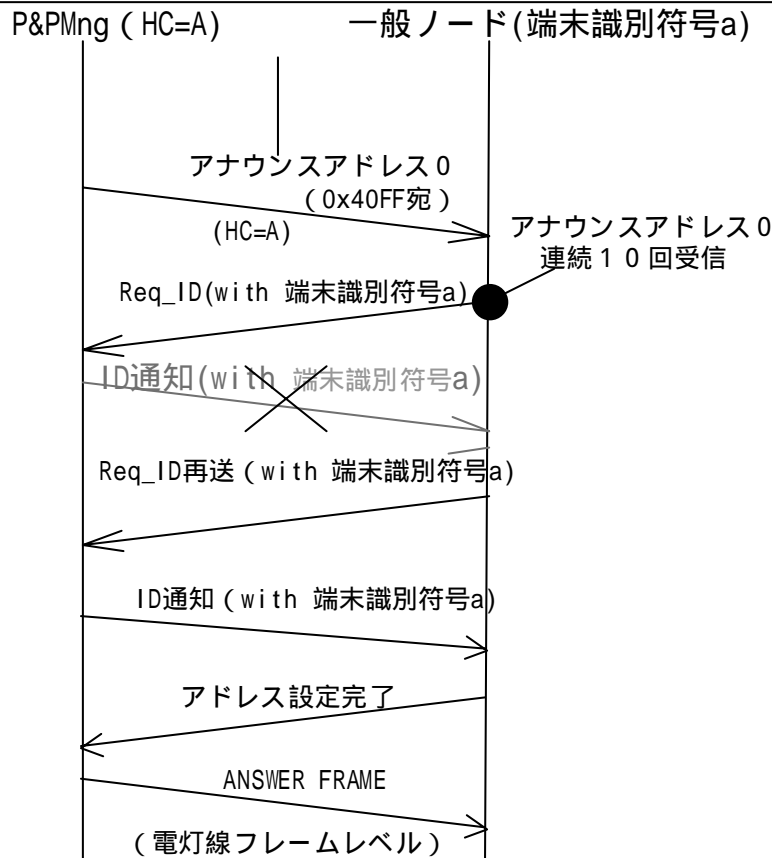 P&PMng（HC=A)
一般ノード(端末識別符号a)
アナウンスアドレス０
（0x40FF宛）
(HC=A)
アナウンスアドレス０
連続１０回受信
Req_ID(with 端末識別符号a)
ID通知(with 端末識別符号a)
Req_ID再送（with 端末識別符号a)
ID通知（with 端末識別符号a)
アドレス設定完了
ANSWER FRAME
（電灯線フレームレベル）